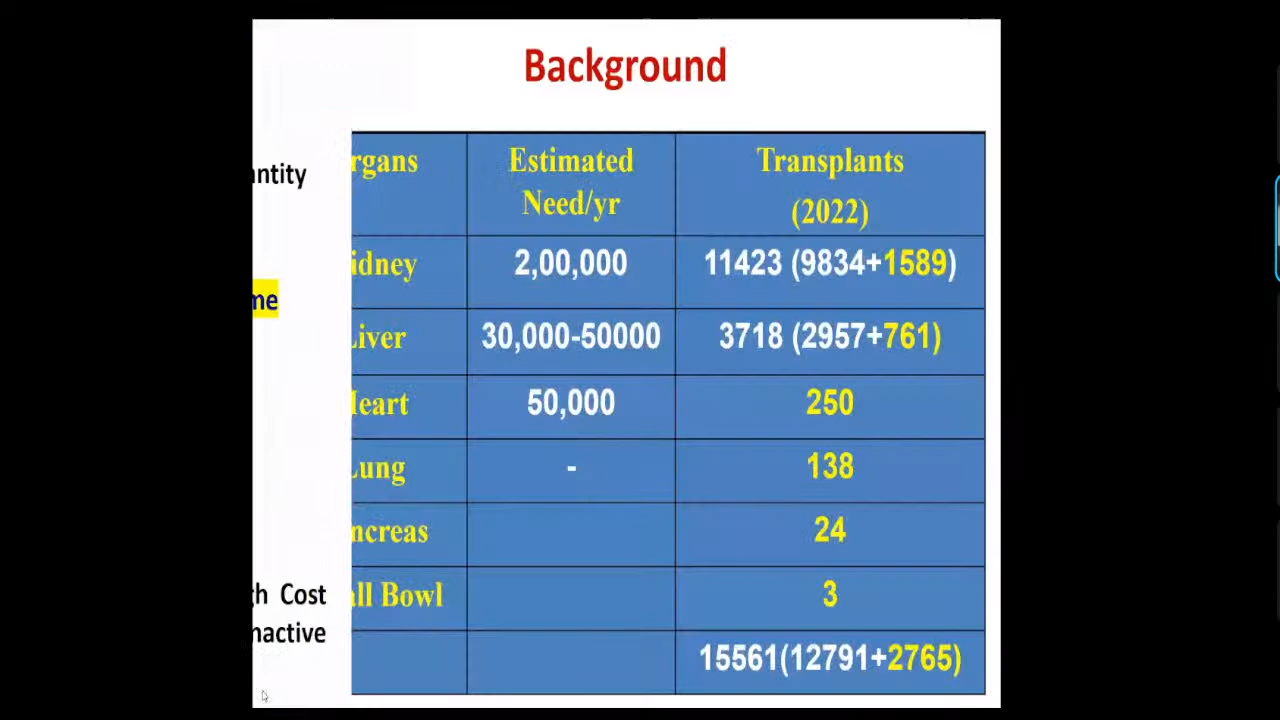 Background
antity
me
gh Cost
nactive
rgans Estimated Need/yr Transplants (2022)
idney 2,00,000 11423 (9834+1589)
Liver 30,000-50000 3718 (2957+761)
Heart 50,000 250
Lung - 138
ncreas 24
all Bowl 3
15561(12791+2765)